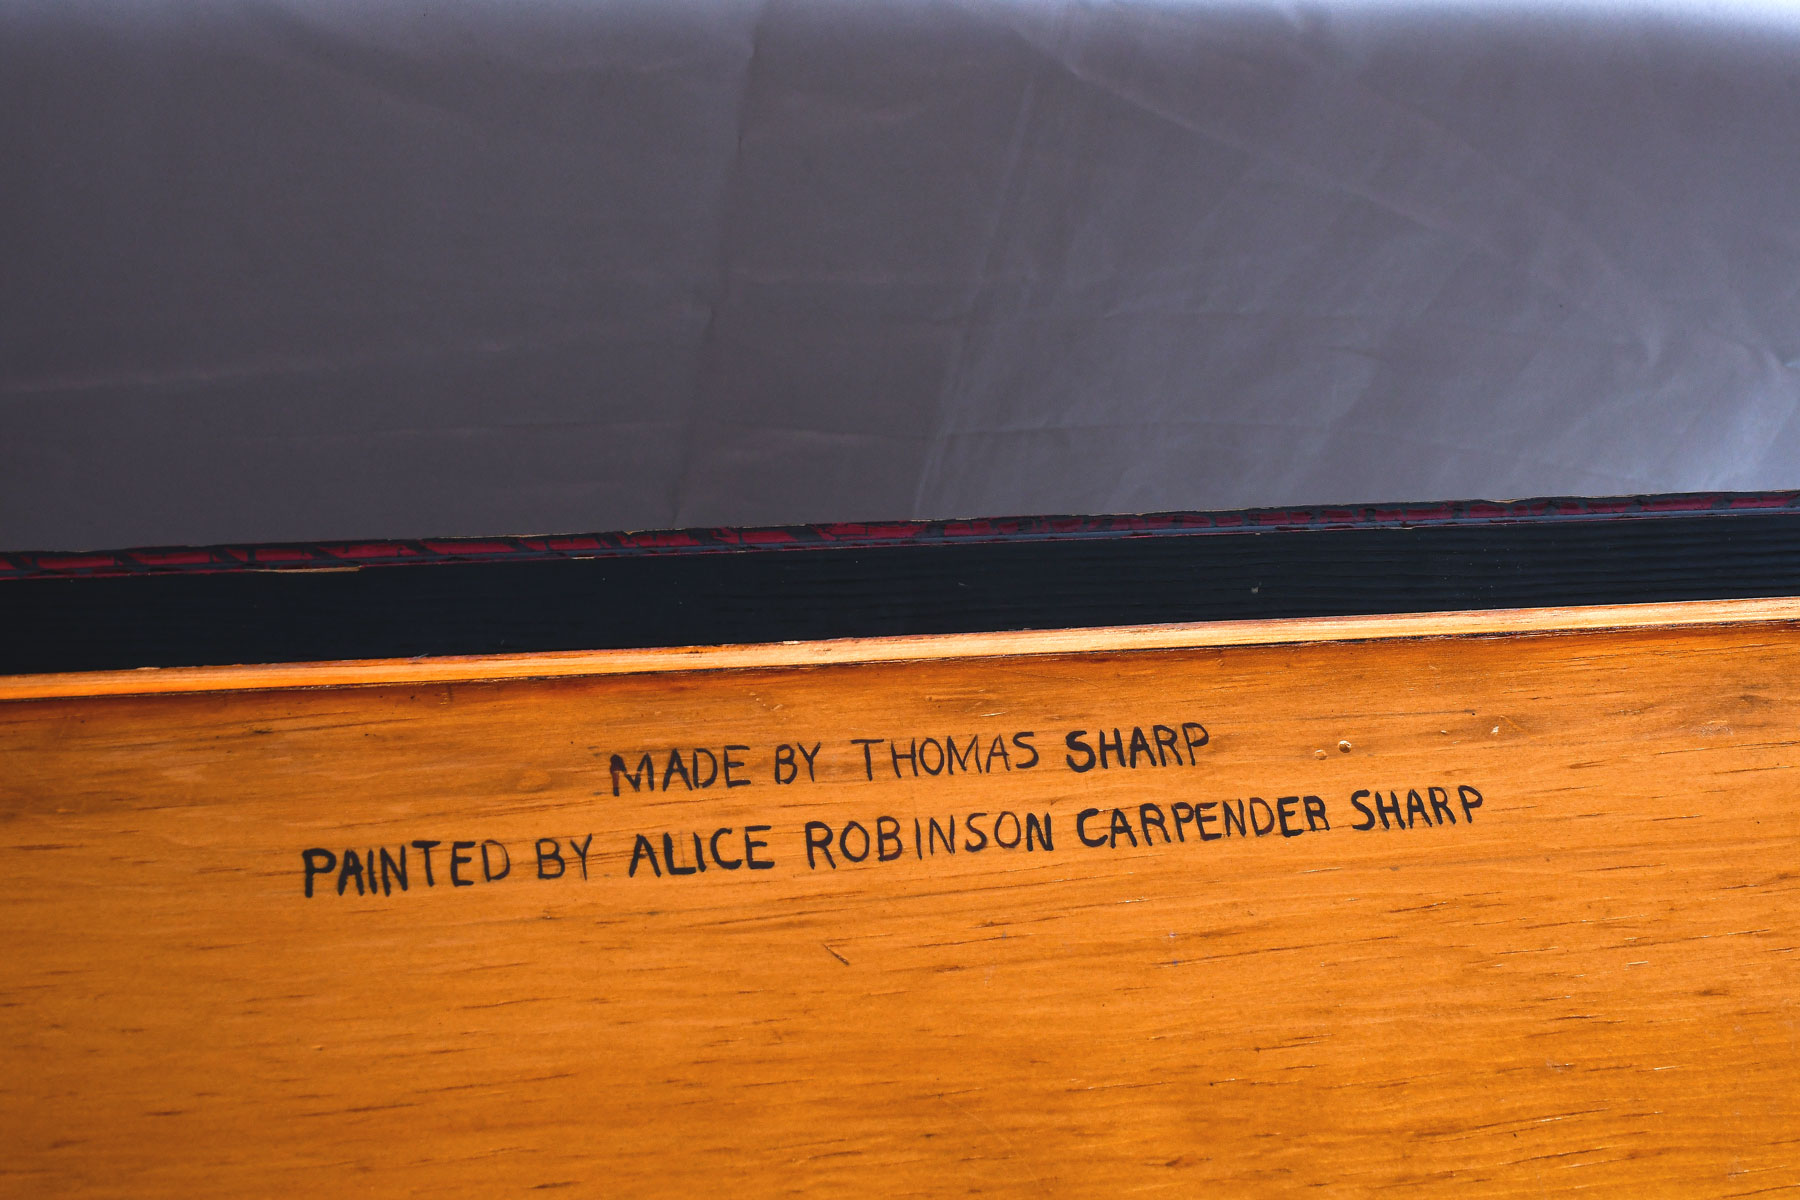 MADE BY THOMAS SHARP
PAINTED BY ALICE ROBINSON CARPENDER SHARP